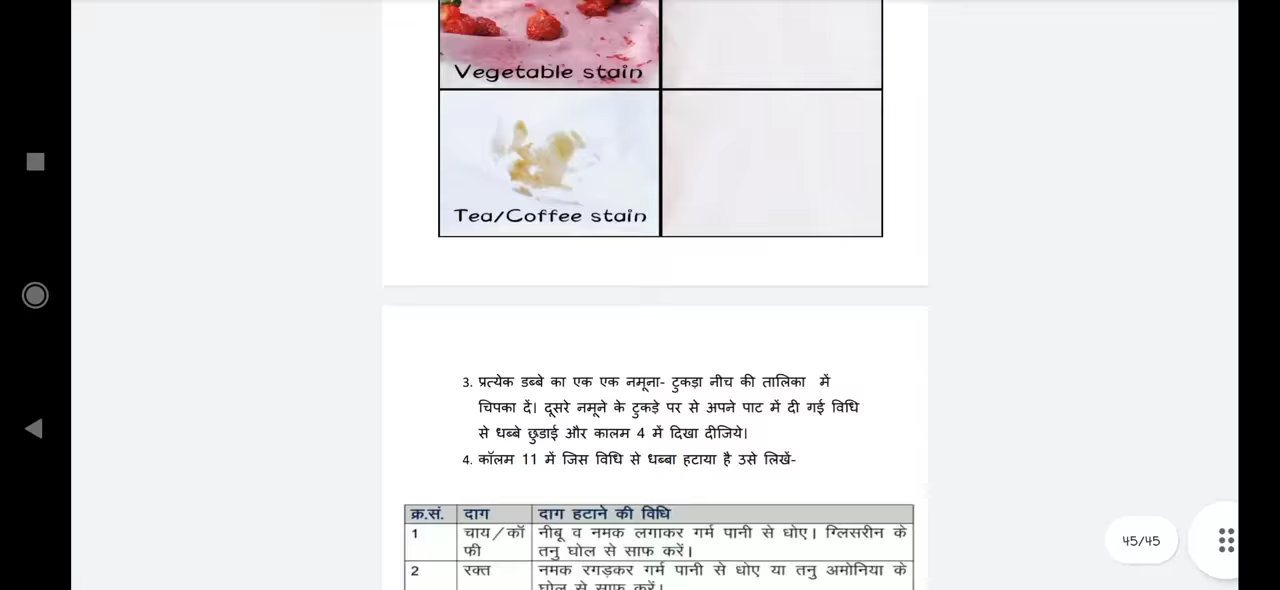 Vegetable stain
Tea/Coffee stain
3. प्रत्येक डब्बे का एक एक नमूना- टुकड़ा नीच की तालिका में
चिपका दें। दूसरे नमूने के टुकड़े पर से अपने पाट में दी गई विधि
से धब्बे छुडाई और कालम 4 में दिखा दीजिये।
4. कॉलम 11 में जिस विधि से धब्बा हटाया है उसे लिखें-
क्र.सं. दाग दाग हटाने की विधि
1 चाय/कॉ नीबू व नमक लगाकर गर्म पानी से धोए। ग्लिसरीन के
फी तनु घोल से साफ करें।
2 रक्त नमक रगड़कर गर्म पानी से धोए या तनु अमोनिया के
घोल से साफ करें।
45/45